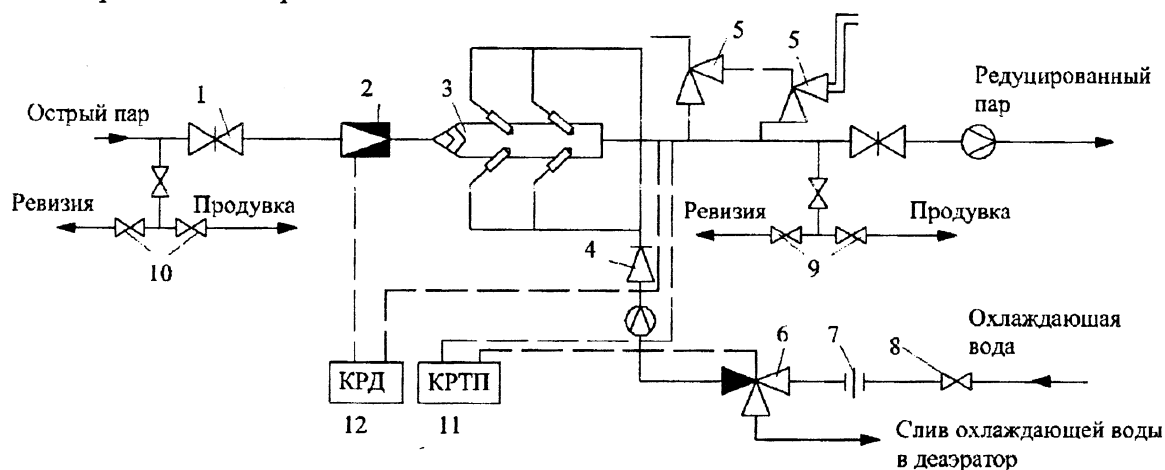 5
5
Редуцированный
пар
Острый пар
1
2
3
Ревизия
Продувка
10
4
Ревизия
Продувка
9
КРД
КРТП
12
11
6
7
8
Охлаждающая
вода
Слив охлаждающей воды
в деаэратор